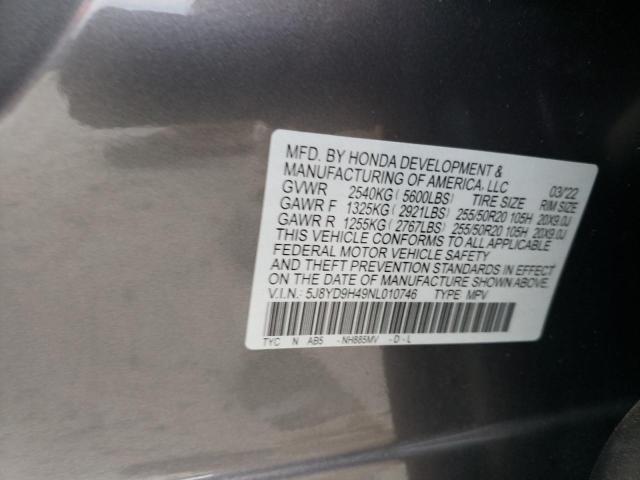 MFD. BY HONDA DEVELOPMENT &
MANUFACTURING OF AMERICA, LLC 03/22
GVWR 2540KG ( 5600LBS) TIRE SIZE RIM SIZE
GAWR F 1325KG ( 2921LBS) 255/50R20 105H 20X9.0J
GAWR R 1255KG ( 2767LBS) 255/50R20 105H 20X9.0J
THIS VEHICLE CONFORMS TO ALL APPLICABLE
FEDERAL MOTOR VEHICLE SAFETY
AND THEFT PREVENTION STANDARDS IN EFFECT
ON THE DATE OF MANUFACTURE SHOWN ABOVE.
V.I.N.: 5J8YD9H49NL010746 TYPE MPV
TYC N AB5 - NH885MV - D - L